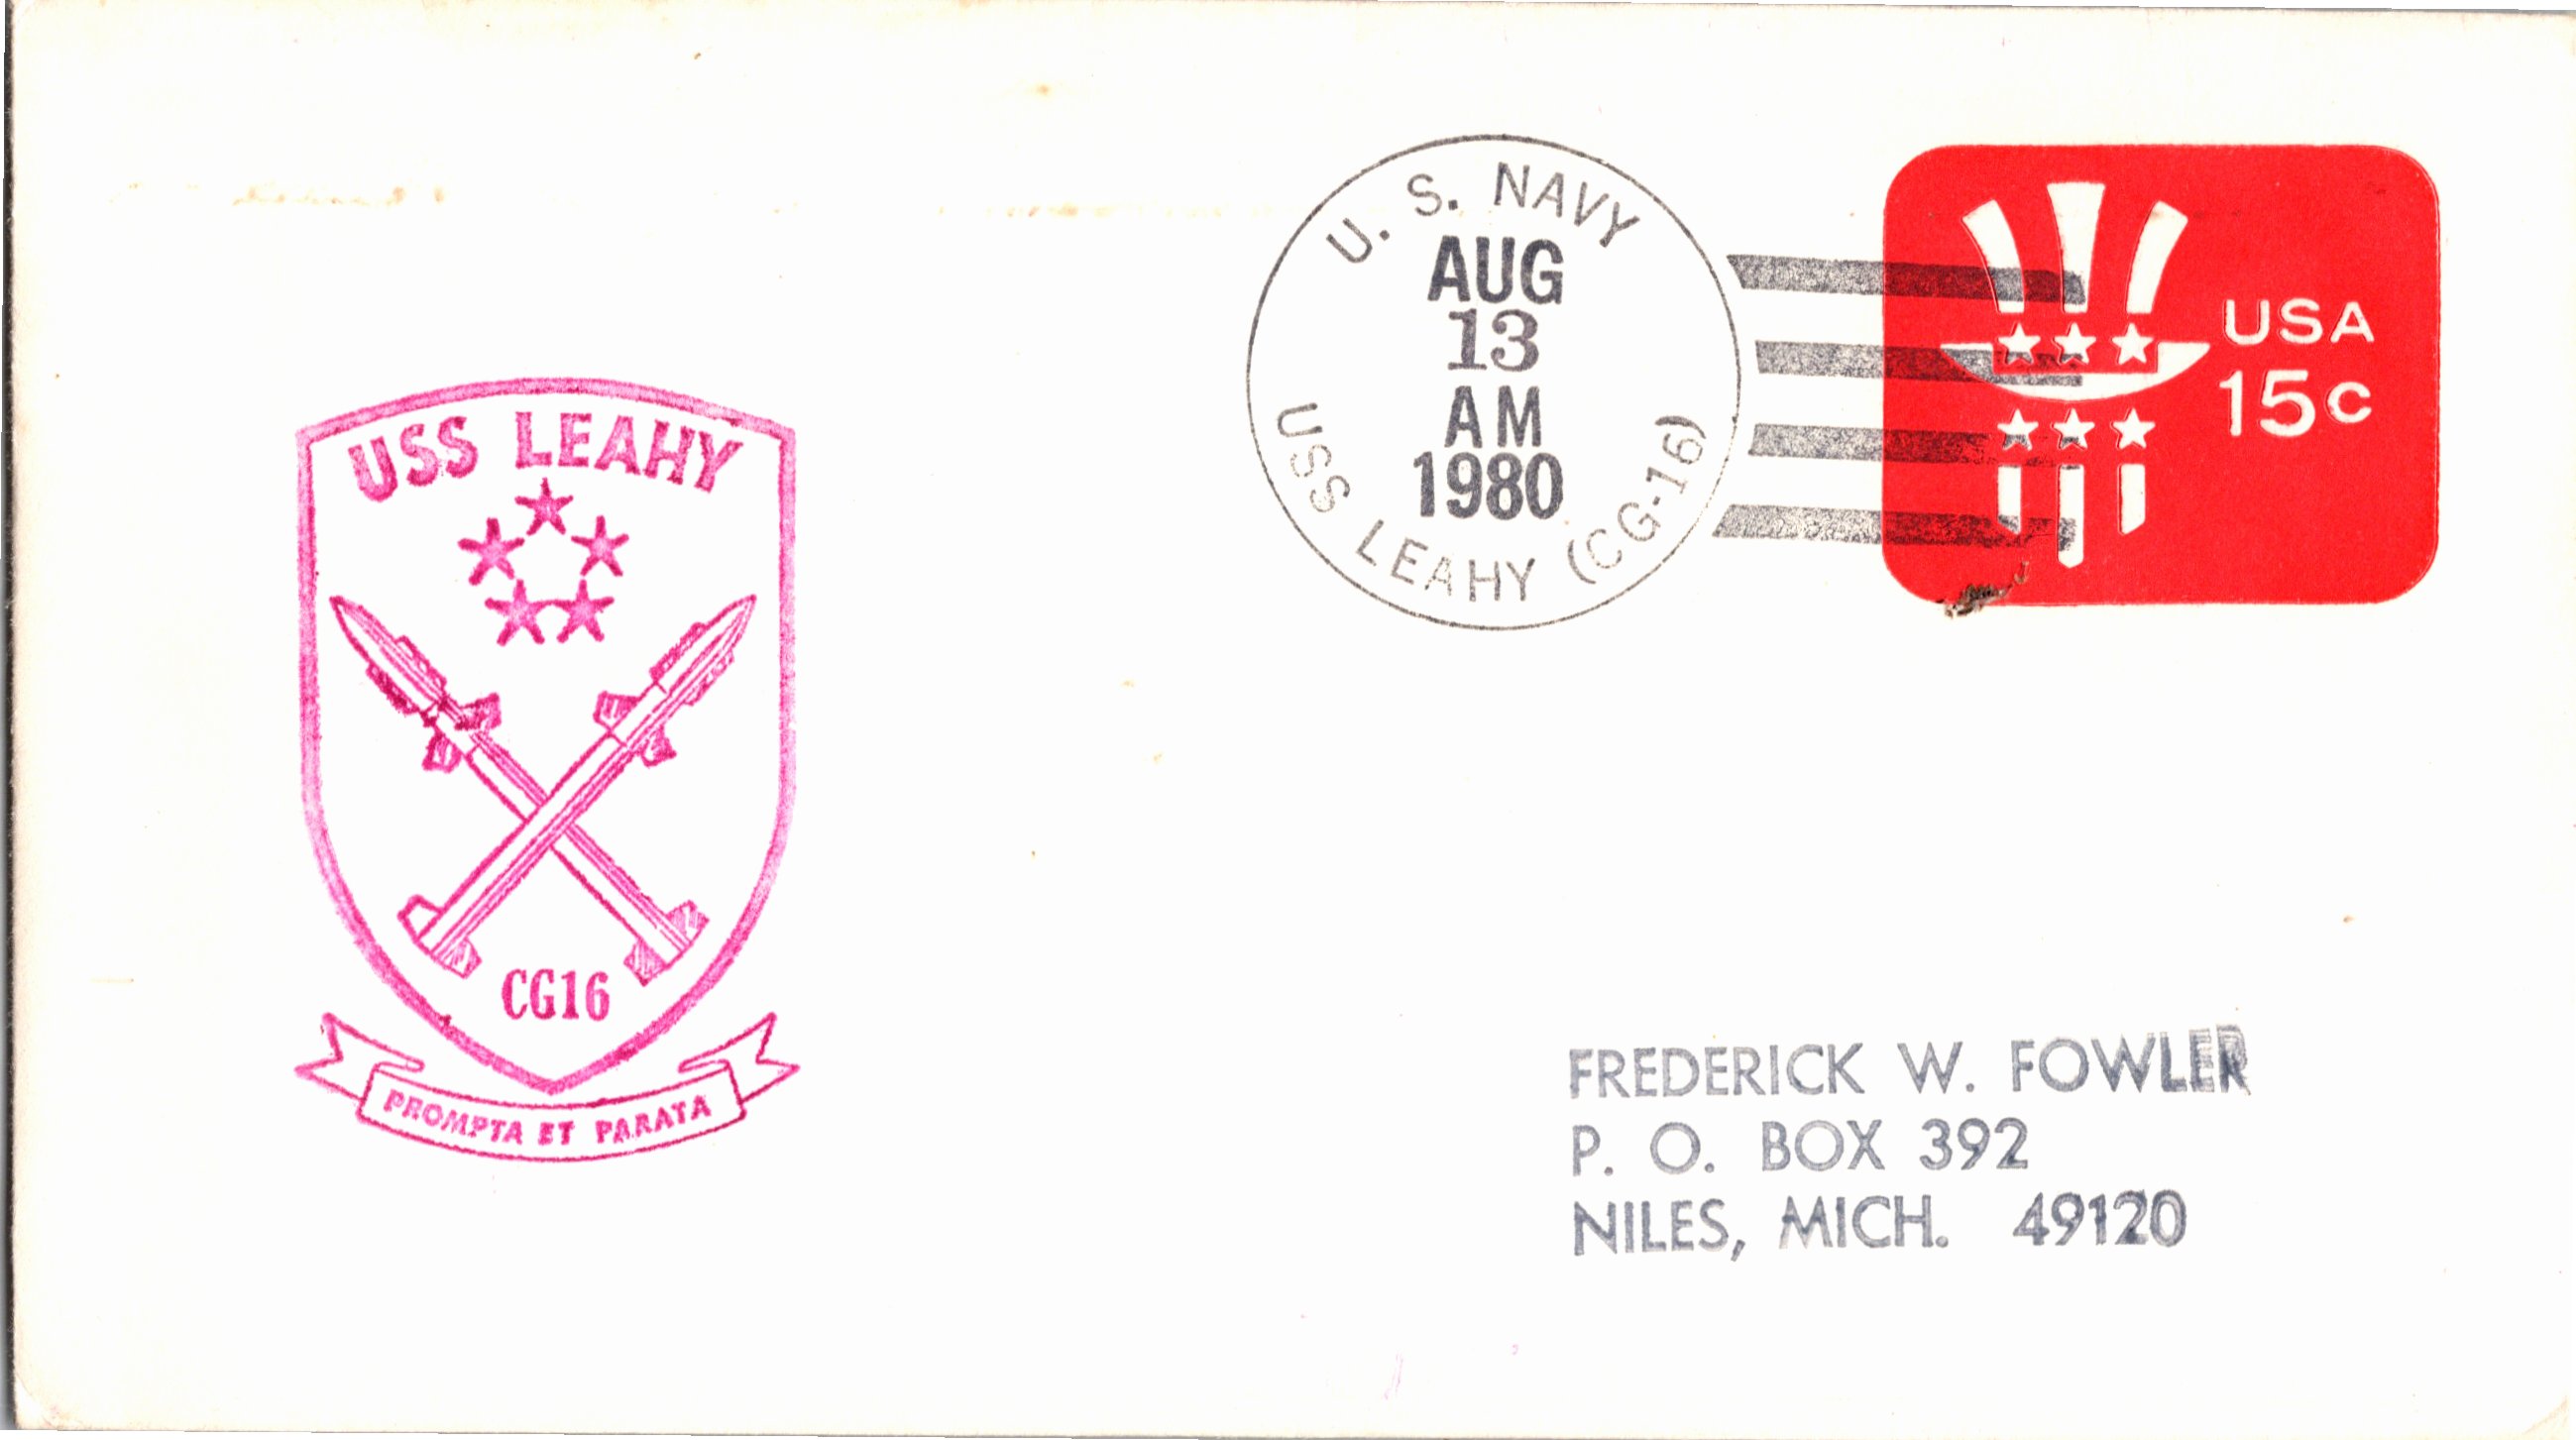 USS LEAHY
CG16
PROMPTA ET PARATA
U. S. NAVY
AUG
13
AM
1980
USS LEAHY (CG-16)
USA
15c
FREDERICK W. FOWLER
P. O. BOX 392
NILES, MICH. 49120